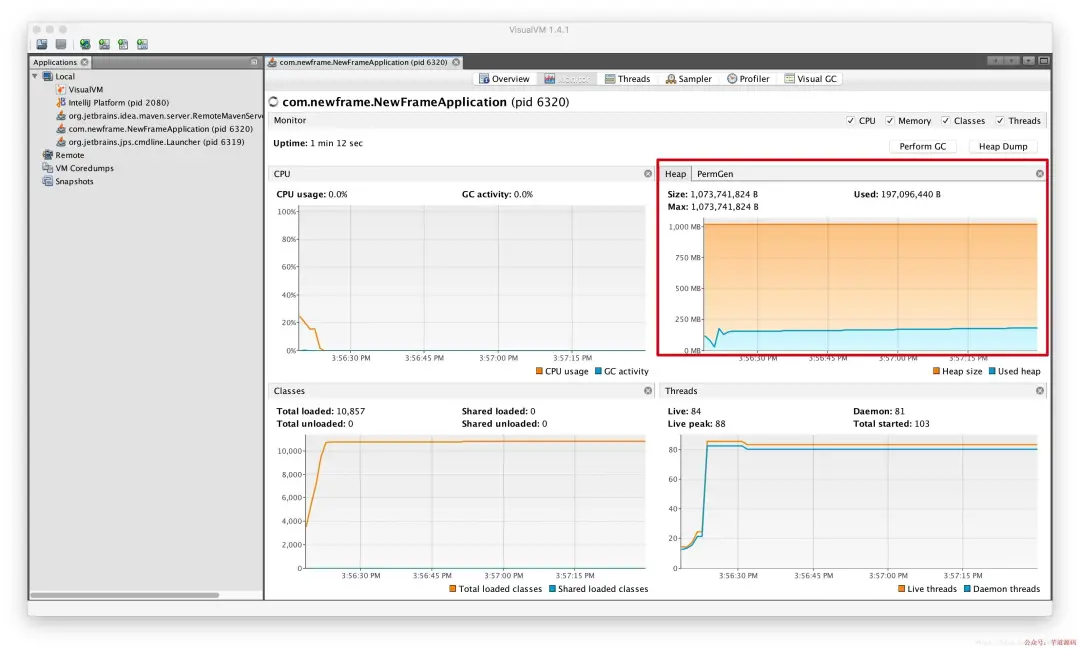 VisualVM 1.4.1
Applications
Local
VisualVM
IntelliJ Platform (pid 2080)
org.jetbrains.idea.maven.server.RemoteMavenServe
com.newframe.NewFrameApplication (pid 6320)
org.jetbrains.jps.cmdline.Launcher (pid 6319)
Remote
VM Coredumps
Snapshots
com.newframe.NewFrameApplication (pid 6320)
Overview Monitor Threads Sampler Profiler Visual GC
com.newframe.NewFrameApplication (pid 6320)
Monitor CPU Memory Classes Threads
Uptime: 1 min 12 sec Perform GC Heap Dump
CPU
CPU usage: 0.0% GC activity: 0.0%
100%
80%
60%
40%
20%
0%
3:56:30 PM 3:56:45 PM 3:57:00 PM 3:57:15 PM
CPU usage GC activity
Heap PermGen
Size: 1,073,741,824 B Used: 197,096,440 B
Max: 1,073,741,824 B
1,000 MB
750 MB
500 MB
250 MB
0 MB
3:56:30 PM 3:56:45 PM 3:57:00 PM 3:57:15 PM
Heap size Used heap
Classes
Total loaded: 10,857 Shared loaded: 0
Total unloaded: 0 Shared unloaded: 0
10,000
8,000
6,000
4,000
2,000
0
3:56:30 PM 3:56:45 PM 3:57:00 PM 3:57:15 PM
Total loaded classes Shared loaded classes
Threads
Live: 84 Daemon: 81
Live peak: 88 Total started: 103
80
60
40
20
0
3:56:30 PM 3:56:45 PM 3:57:00 PM 3:57:15 PM
Live threads Daemon threads
公众号：芋道源码